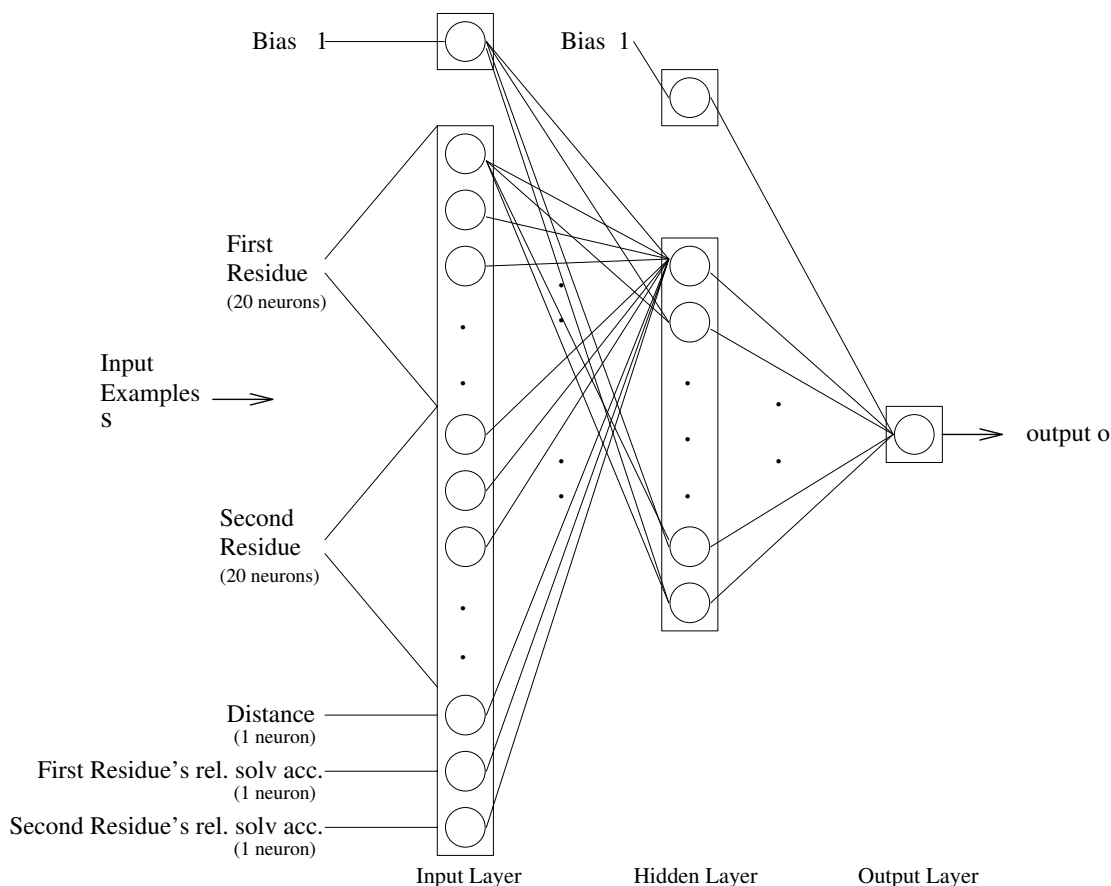 Bias 1
Bias 1
First
Residue
(20 neurons)
Input
Examples
S
output o
Second
Residue
(20 neurons)
Distance
(1 neuron)
First Residue's rel. solv acc.
(1 neuron)
Second Residue's rel. solv acc.
(1 neuron)
Input Layer
Hidden Layer
Output Layer